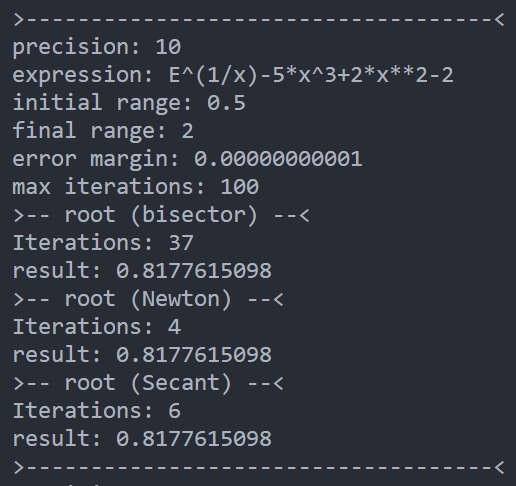 >------------------------------------<
precision: 10
expression: E^(1/x)-5*x^3+2*x**2-2
initial range: 0.5
final range: 2
error margin: 0.00000000001
max iterations: 100
>-- root (bisector) --<
Iterations: 37
result: 0.8177615098
>-- root (Newton) --<
Iterations: 4
result: 0.8177615098
>-- root (Secant) --<
Iterations: 6
result: 0.8177615098
>------------------------------------<